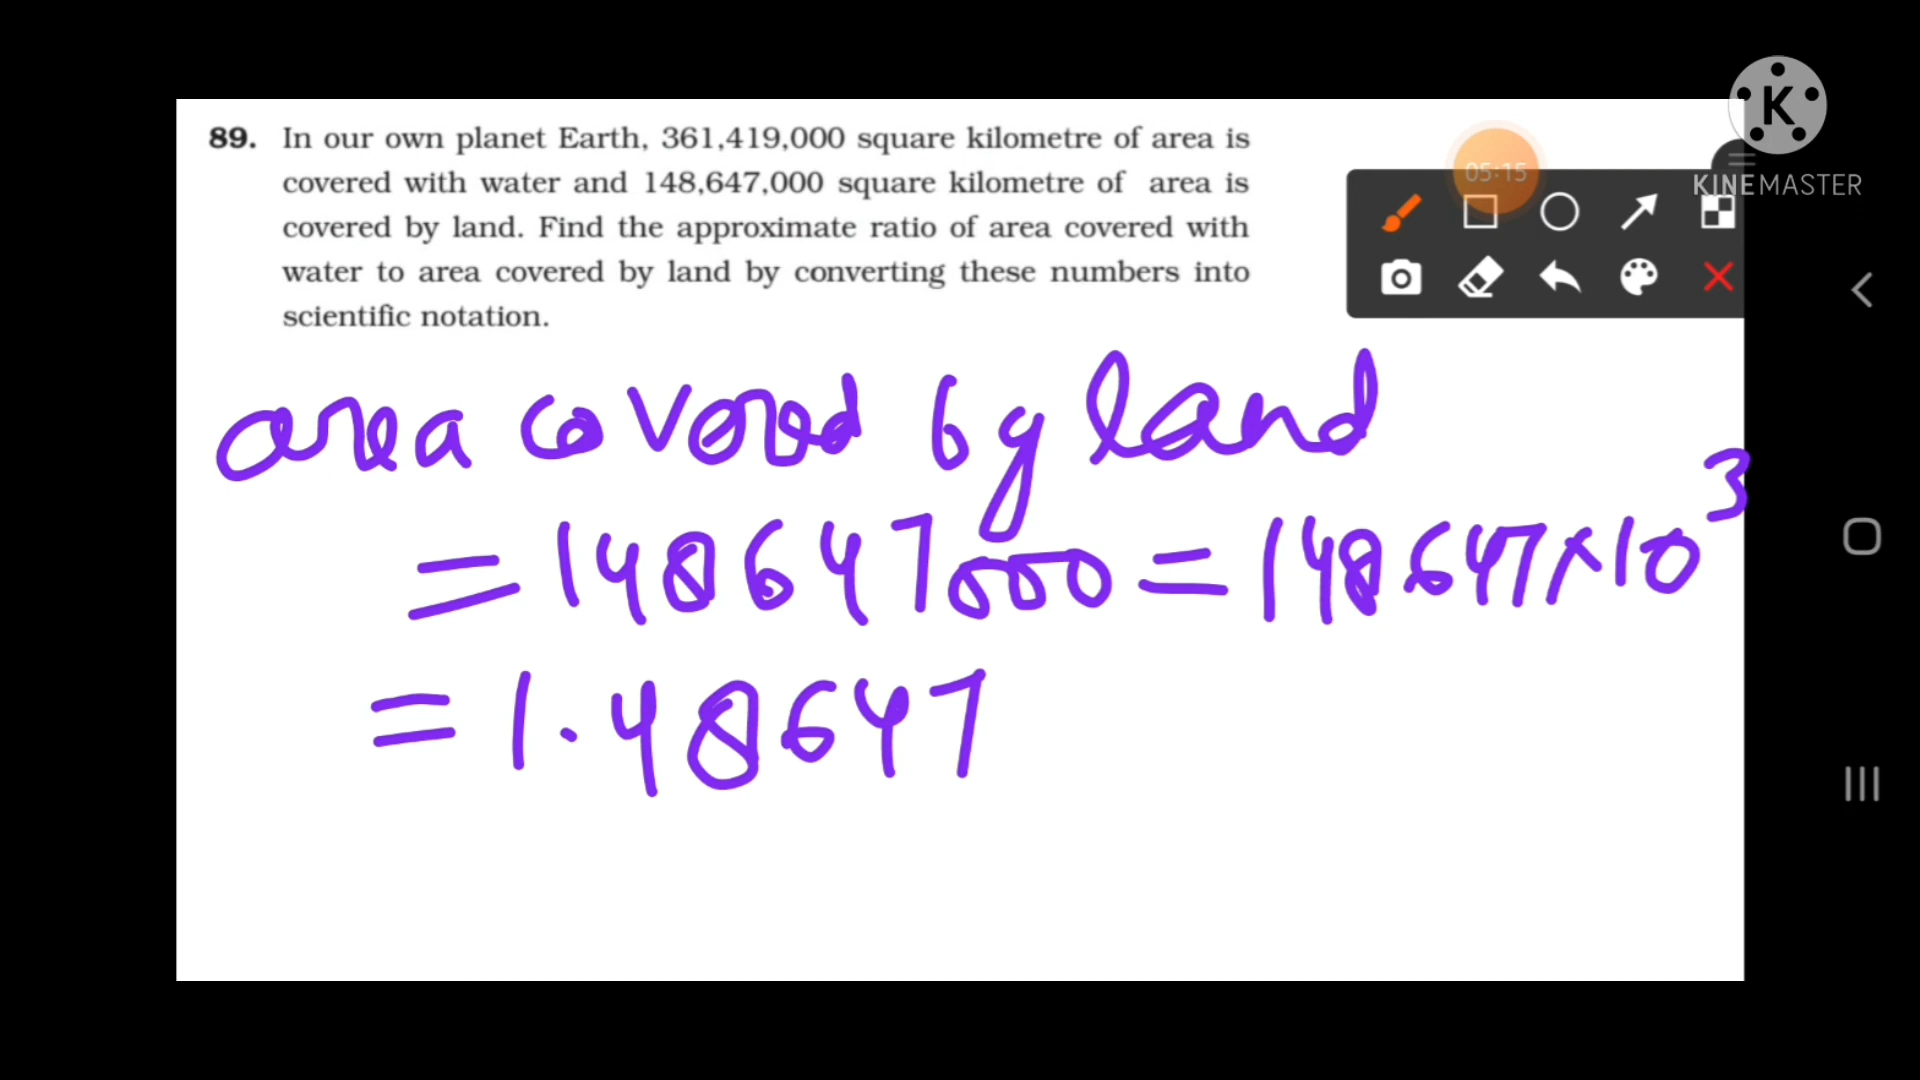 89. In our own planet Earth, 361,419,000 square kilometre of area is
covered with water and 148,647,000 square kilometre of area is
covered by land. Find the approximate ratio of area covered with
water to area covered by land by converting these numbers into
scientific notation.
05:15
K
KINEMASTER
area covered by land
= 148647000 = 148647×10³
= 1.48647